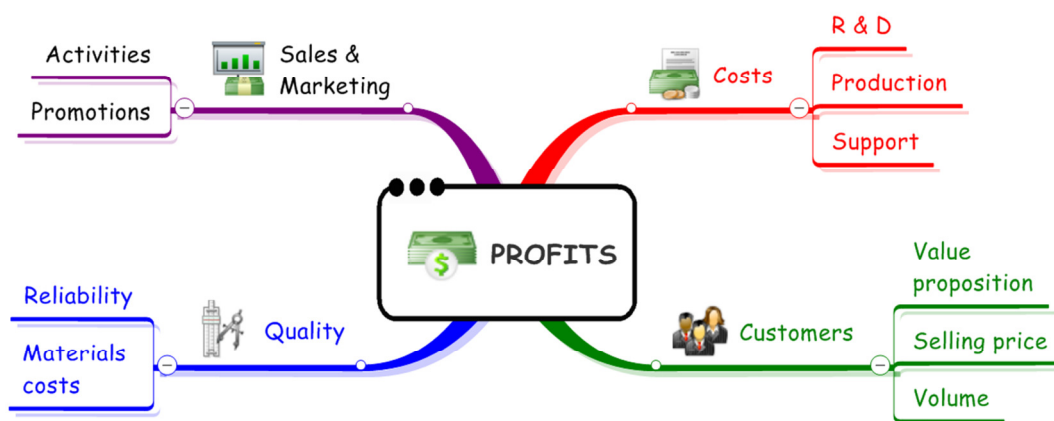 Activities
Promotions
Sales &
Marketing
Costs
R & D
Production
Support
PROFITS
Reliability
Materials
costs
Quality
Customers
Value
proposition
Selling price
Volume